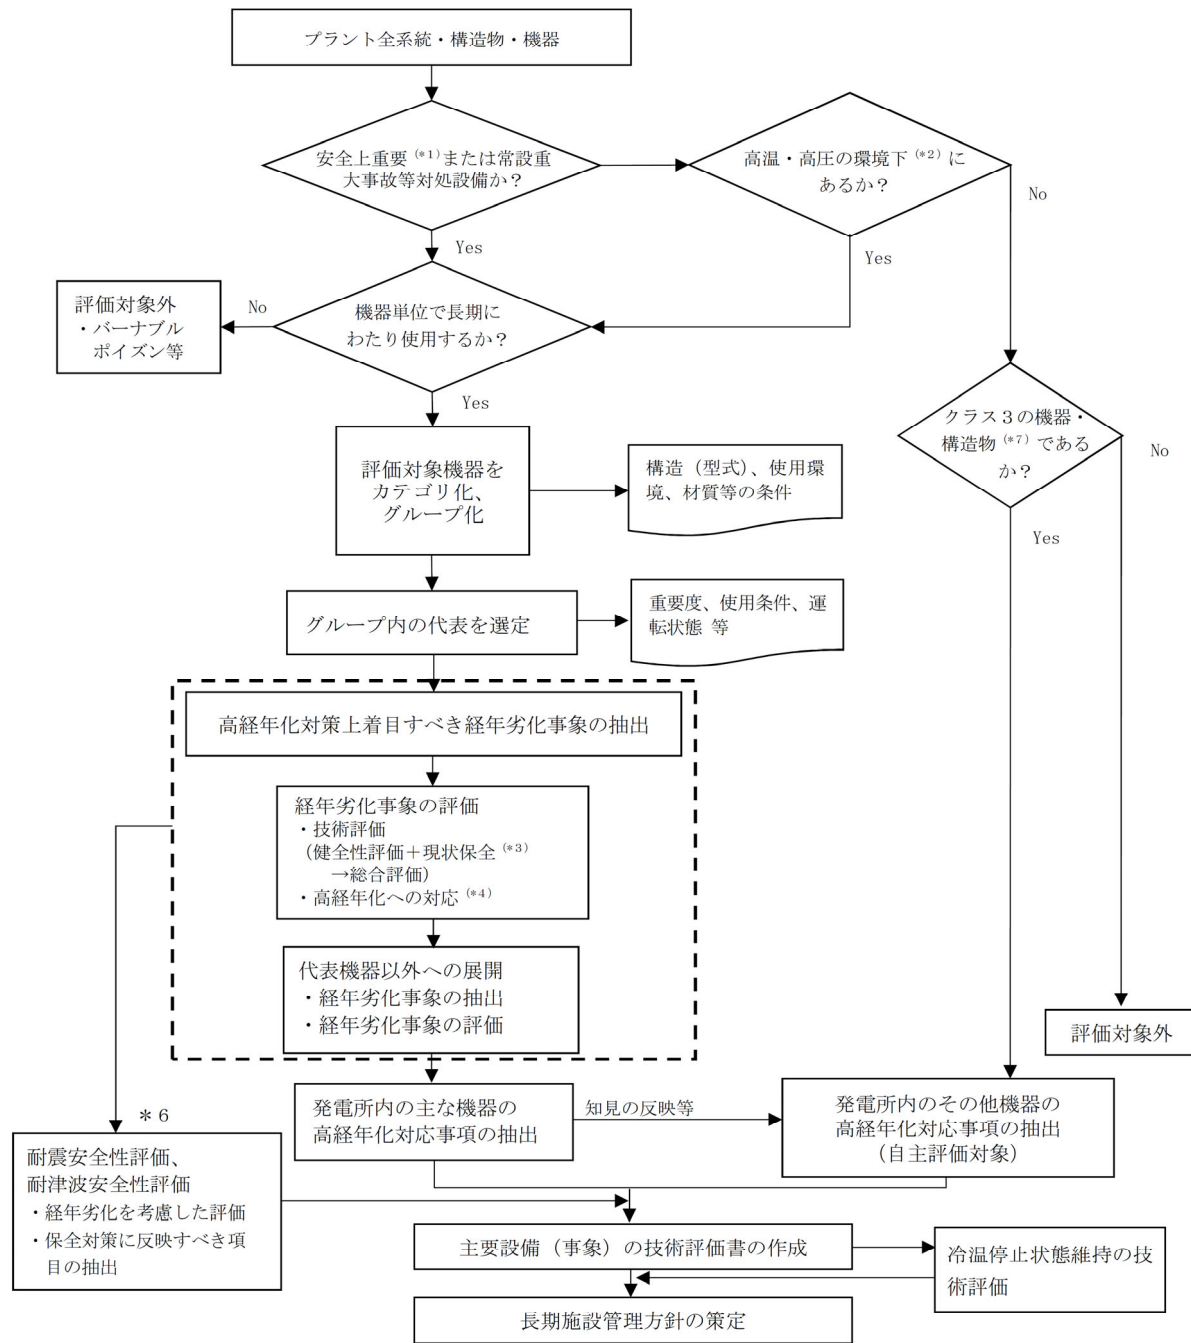 プラント全系統・構造物・機器
安全上重要(*1)または常設重
大事故等対処設備か？
高温・高圧の環境下(*2)に
あるか？
No
Yes
Yes
評価対象外
・バーナブル
ポイズン等
No
機器単位で長期に
わたり使用するか？
Yes
クラス３の機器・
構造物(*7)である
か？
No
Yes
評価対象機器を
カテゴリ化、
グループ化
構造（型式）、使用環
境、材質等の条件
グループ内の代表を選定
重要度、使用条件、運
転状態 等
高経年化対策上着目すべき経年劣化事象の抽出
経年劣化事象の評価
・技術評価
（健全性評価＋現状保全(*3)
→総合評価）
・高経年化への対応(*4)
代表機器以外への展開
・経年劣化事象の抽出
・経年劣化事象の評価
評価対象外
発電所内の主な機器の
高経年化対応事項の抽出
知見の反映等
発電所内のその他機器の
高経年化対応事項の抽出
（自主評価対象）
＊６
耐震安全性評価、
耐津波安全性評価
・経年劣化を考慮した評価
・保全対策に反映すべき項
目の抽出
主要設備（事象）の技術評価書の作成
冷温停止状態維持の技
術評価
長期施設管理方針の策定